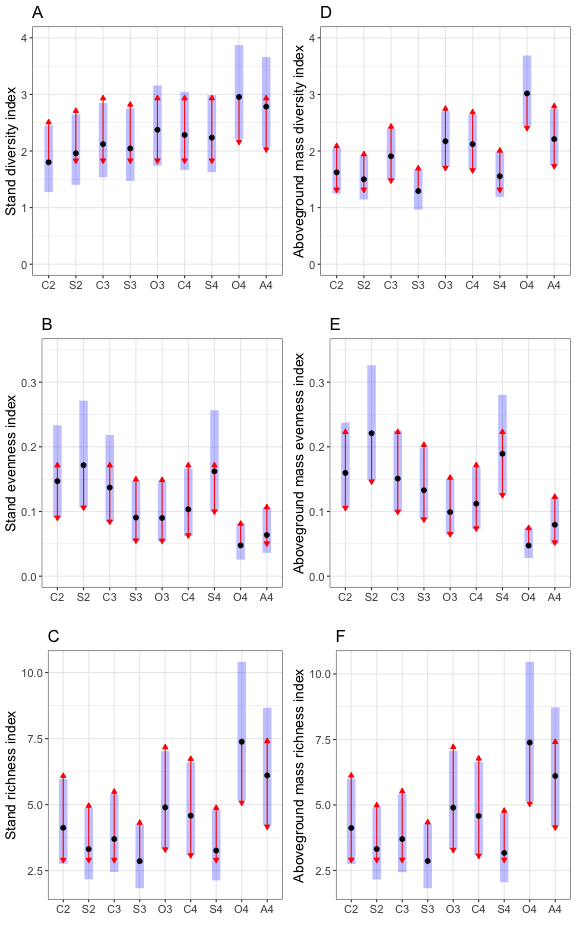 A
Stand diversity index
4
3
2
1
0
C2 S2 C3 S3 O3 C4 S4 O4 A4
D
Aboveground mass diversity index
4
3
2
1
0
C2 S2 C3 S3 O3 C4 S4 O4 A4
B
Stand evenness index
0.3
0.2
0.1
0.0
C2 S2 C3 S3 O3 C4 S4 O4 A4
E
Aboveground mass evenness index
0.3
0.2
0.1
0.0
C2 S2 C3 S3 O3 C4 S4 O4 A4
C
Stand richness index
10.0
7.5
5.0
2.5
C2 S2 C3 S3 O3 C4 S4 O4 A4
F
Aboveground mass richness index
10.0
7.5
5.0
2.5
C2 S2 C3 S3 O3 C4 S4 O4 A4